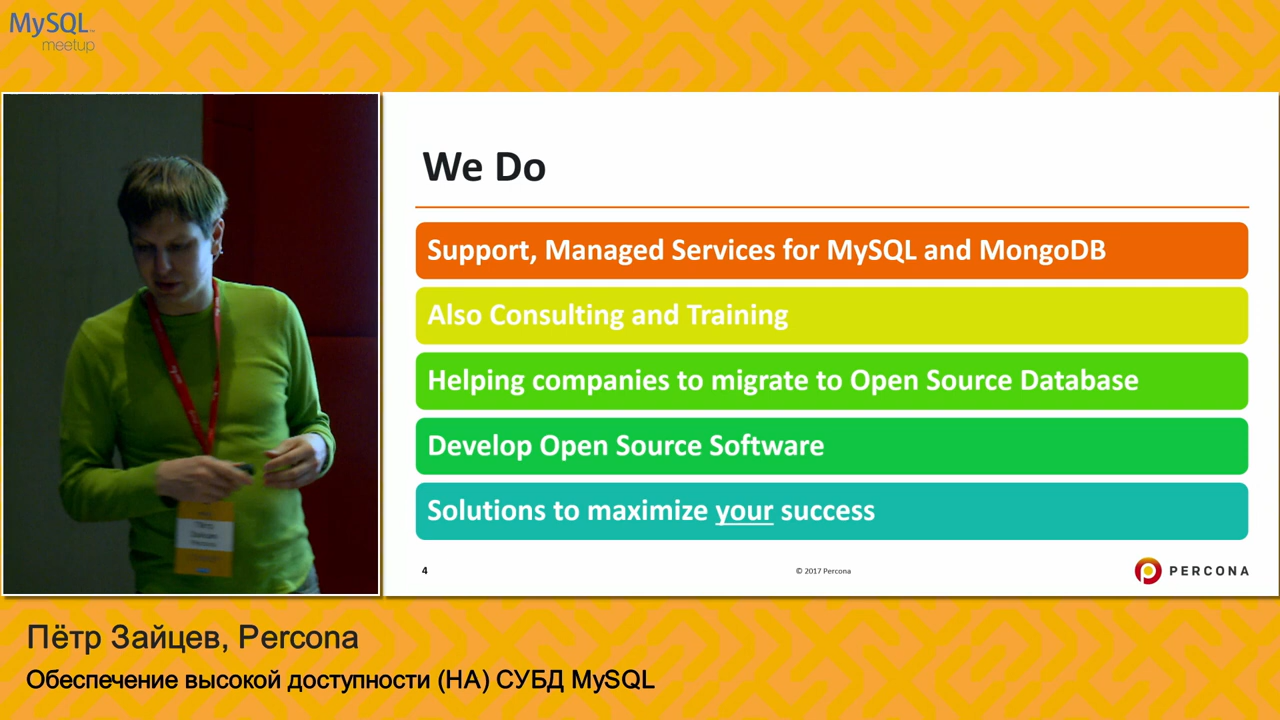 MySQL
meetup
We Do
Support, Managed Services for MySQL and MongoDB
Also Consulting and Training
Helping companies to migrate to Open Source Database
Develop Open Source Software
Solutions to maximize your success
4
© 2017 Percona
PERCONA
Пётр
Зайцев
Пётр Зайцев, Percona
Обеспечение высокой доступности (HA) СУБД MySQL